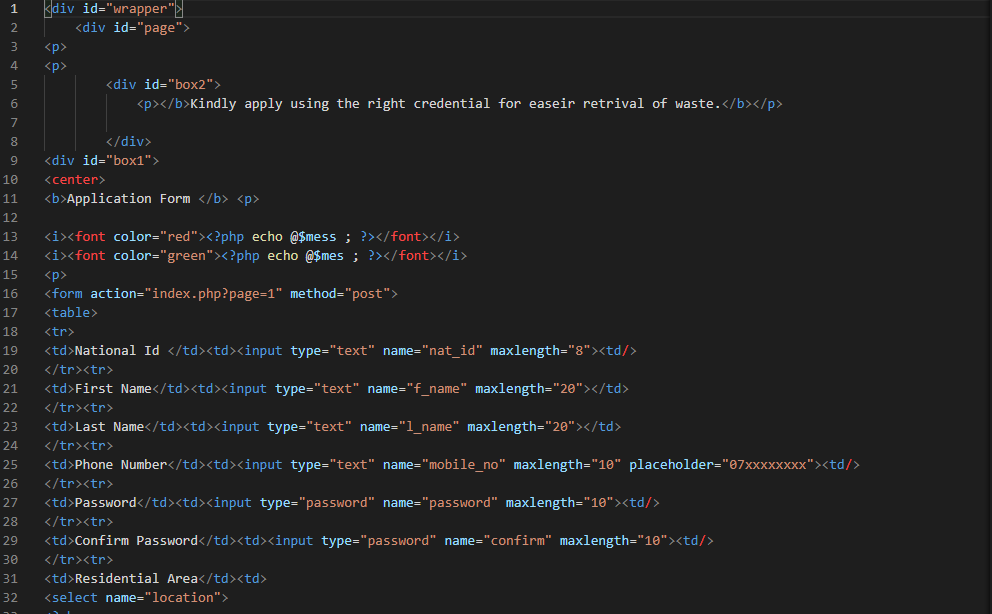 1 <div id="wrapper">
2 <div id="page">
3 <p>
4 <p>
5 <div id="box2">
6 <p></b>Kindly apply using the right credential for easeir retrival of waste.</b></p>
7
8 </div>
9 <div id="box1">
10 <center>
11 <b>Application Form </b> <p>
12
13 <i><font color="red"><?php echo @$mess ; ?></font></i>
14 <i><font color="green"><?php echo @$mes ; ?></font></i>
15 <p>
16 <form action="index.php?page=1" method="post">
17 <table>
18 <tr>
19 <td>National Id </td><td><input type="text" name="nat_id" maxlength="8"><td/>
20 </tr><tr>
21 <td>First Name</td><td><input type="text" name="f_name" maxlength="20"></td>
22 </tr><tr>
23 <td>Last Name</td><td><input type="text" name="l_name" maxlength="20"></td>
24 </tr><tr>
25 <td>Phone Number</td><td><input type="text" name="mobile_no" maxlength="10" placeholder="07xxxxxxxx"><td/>
26 </tr><tr>
27 <td>Password</td><td><input type="password" name="password" maxlength="10"><td/>
28 </tr><tr>
29 <td>Confirm Password</td><td><input type="password" name="confirm" maxlength="10"><td/>
30 </tr><tr>
31 <td>Residential Area</td><td>
32 <select name="location">